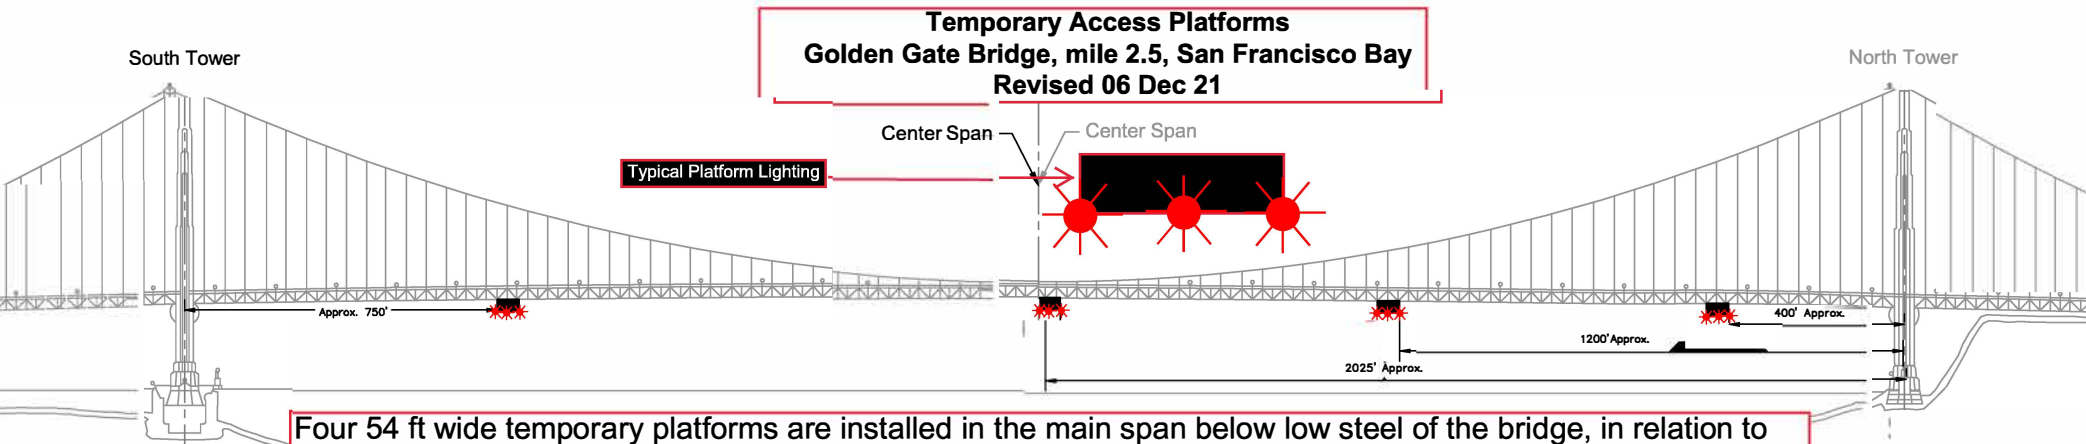 Temporary Access Platforms
Golden Gate Bridge, mile 2.5, San Francisco Bay
Revised 06 Dec 21
South Tower
North Tower
Center Span
Center Span
Typical Platform Lighting
Approx. 750'
400' Approx.
1200'Approx.
2025' Approx.
Four 54 ft wide temporary platforms are installed in the main span below low steel of the bridge, in relation to